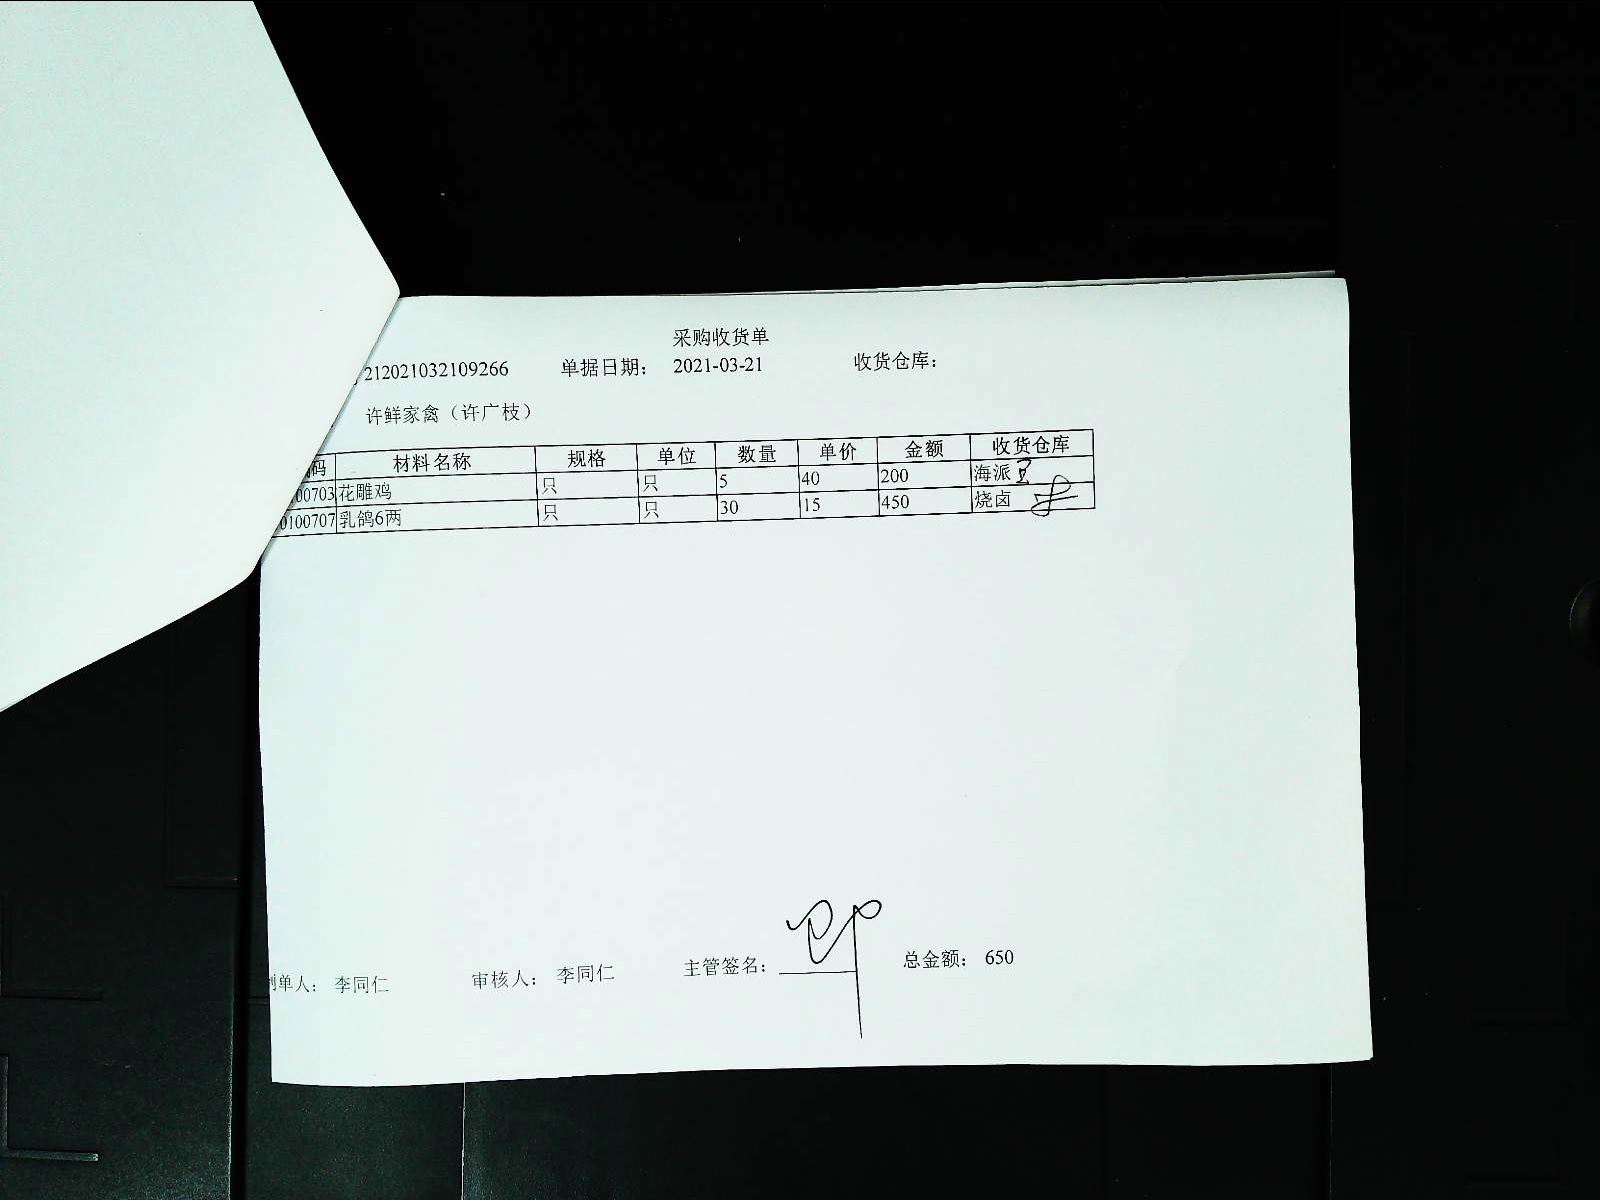 采购收货单
212021032109266 单据日期： 2021-03-21 收货仓库：
许鲜家禽（许广枝）
码 材料名称 规格 单位 数量 单价 金额 收货仓库
00703 花雕鸡 只 只 5 40 200 海派
0100707 乳鸽6两 只 只 30 15 450 烧卤
制单人： 李同仁 审核人： 李同仁 主管签名： 总金额： 650